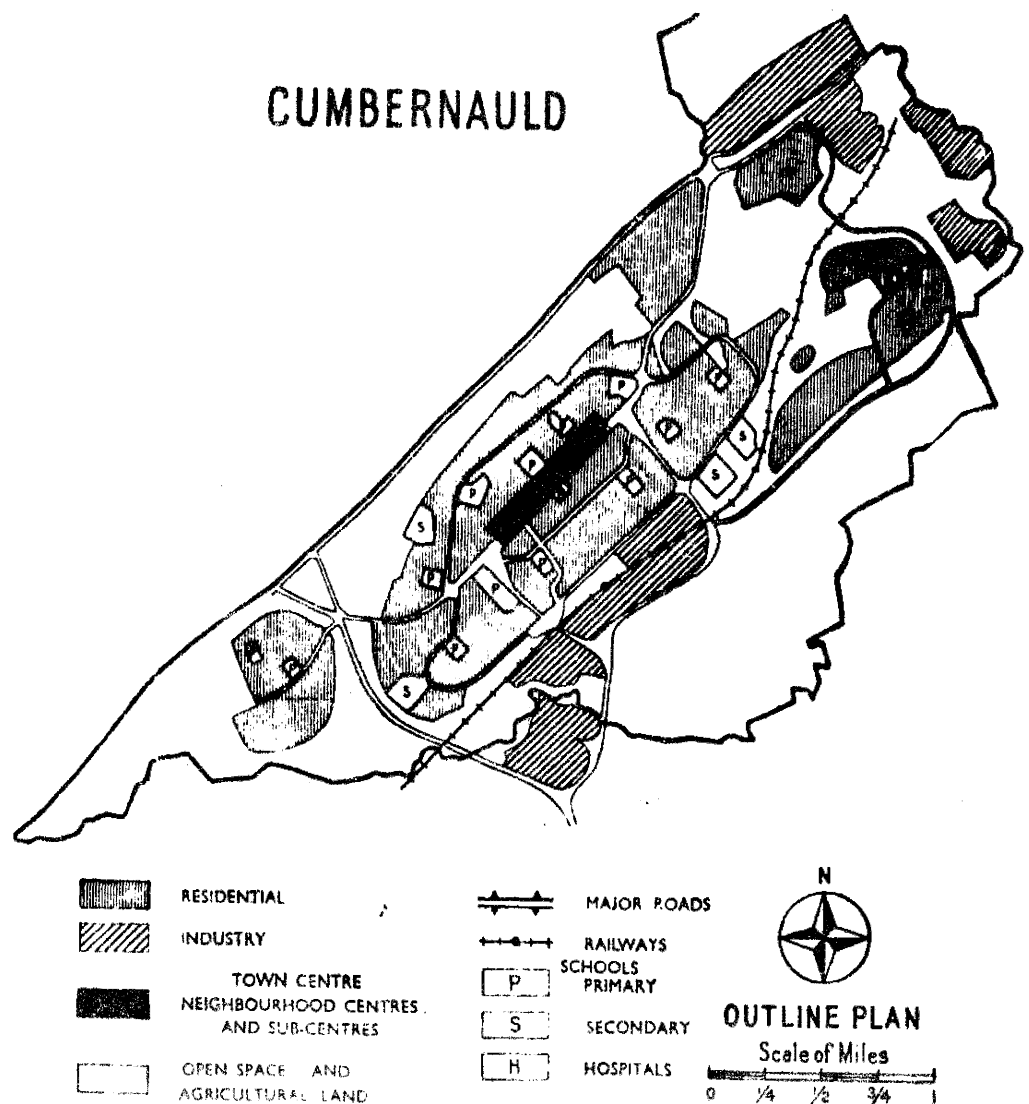 CUMBERNAULD
P
P
P
S
P
S
S
P
P
P
S
RESIDENTIAL
INDUSTRY
TOWN CENTRE
NEIGHBOURHOOD CENTRES
AND SUB-CENTRES
OPEN SPACE AND
AGRICULTURAL LAND
MAJOR ROADS
RAILWAYS
SCHOOLS
P PRIMARY
S SECONDARY
H HOSPITALS
N
OUTLINE PLAN
Scale of Miles
0 1/4 1/2 3/4 1